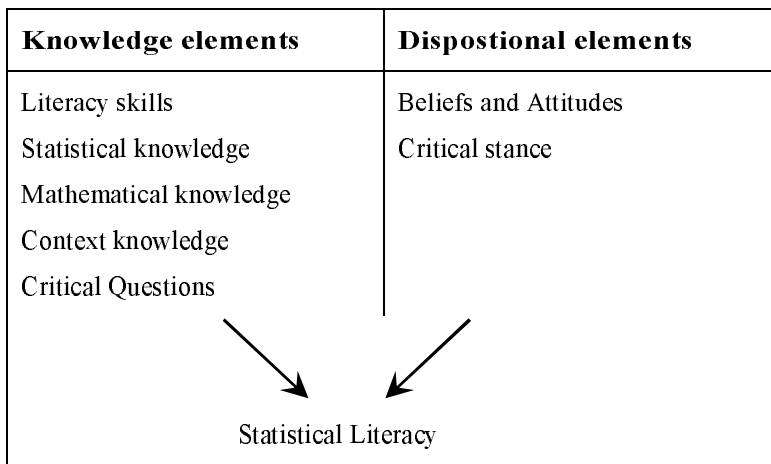 Knowledge elements
Dispostional elements
Literacy skills
Statistical knowledge
Mathematical knowledge
Context knowledge
Critical Questions
Beliefs and Attitudes
Critical stance
Statistical Literacy